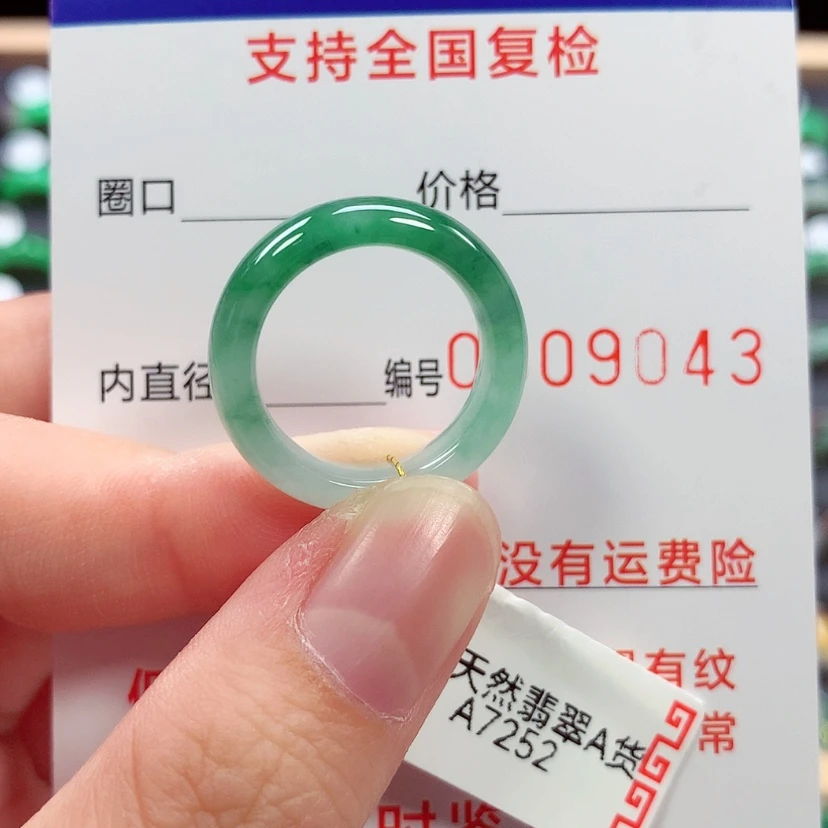 支持全国复检
圈口
价格
内直径
编号
09043
没有运费险
有纹
常
天然翡翠A货
A7252